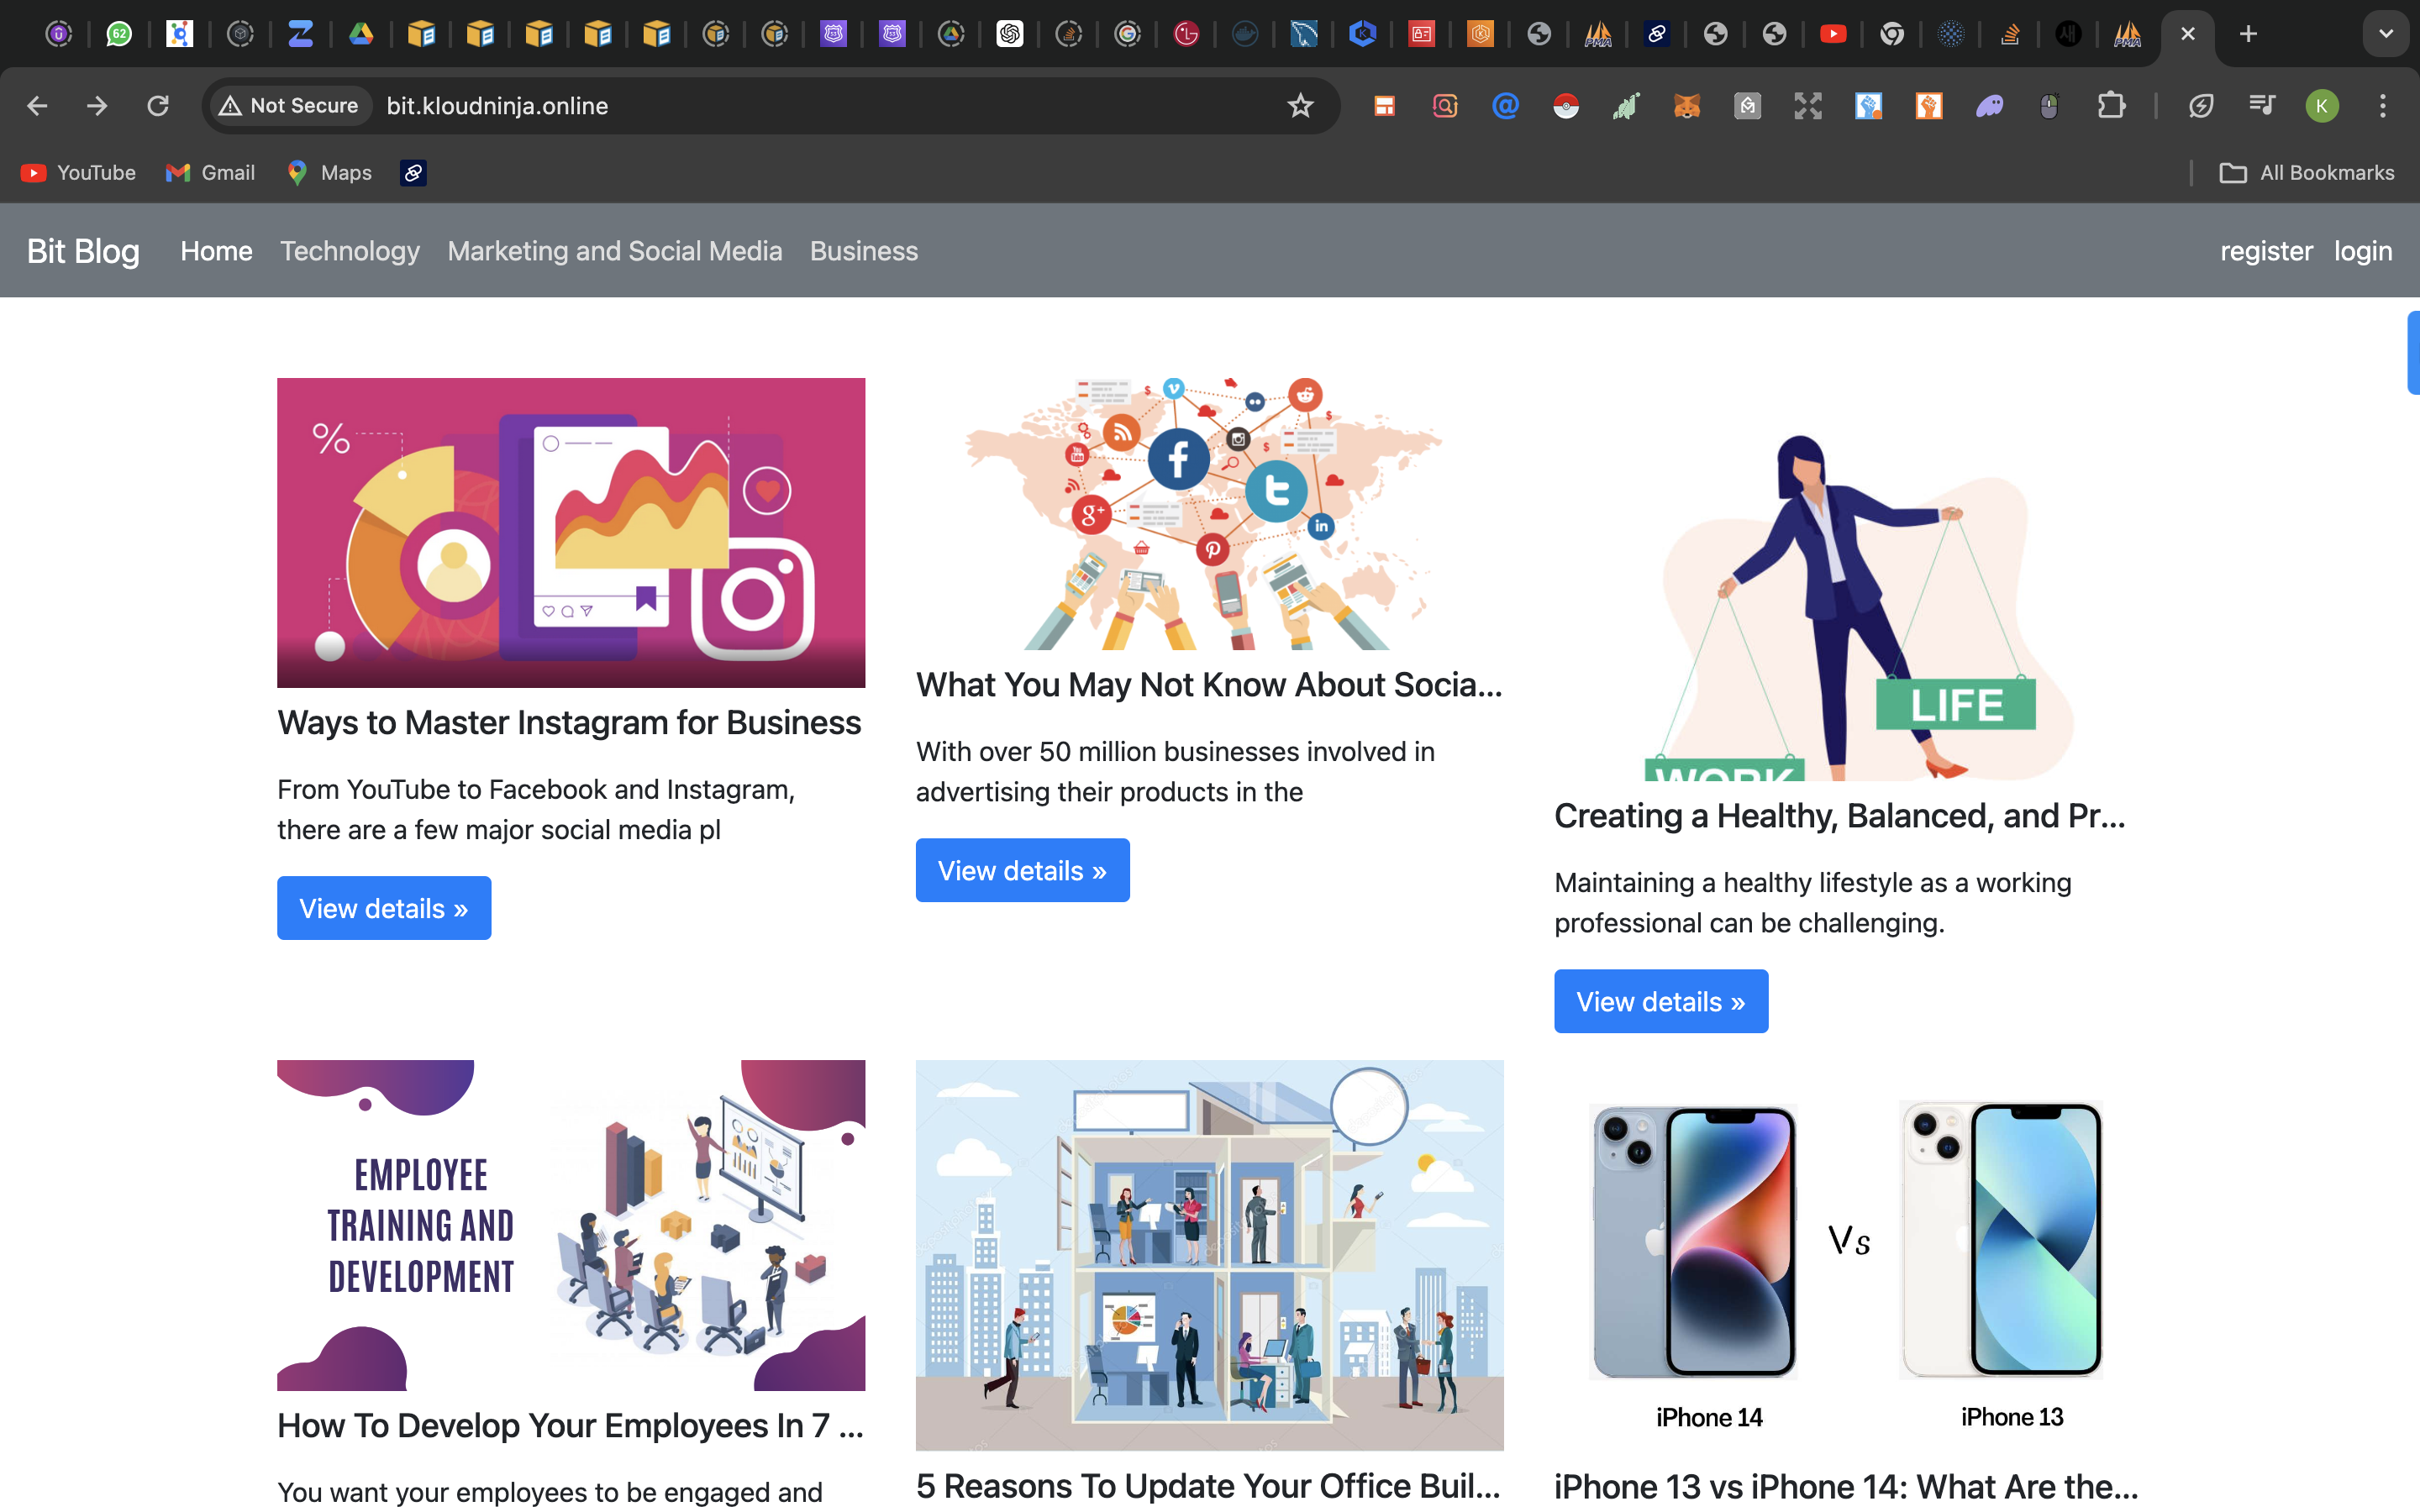 62
PMA
PMA
Not Secure
bit.kloudninja.online
K
YouTube
Gmail
Maps
All Bookmarks
Bit Blog
Home
Technology
Marketing and Social Media
Business
register
login
%
Ways to Master Instagram for Business
From YouTube to Facebook and Instagram,
there are a few major social media pl
View details »
What You May Not Know About Socia...
With over 50 million businesses involved in
advertising their products in the
View details »
LIFE
WORK
Creating a Healthy, Balanced, and Pr...
Maintaining a healthy lifestyle as a working
professional can be challenging.
View details »
EMPLOYEE
TRAINING AND
DEVELOPMENT
How To Develop Your Employees In 7 ...
You want your employees to be engaged and
5 Reasons To Update Your Office Buil...
Vs
iPhone 14
iPhone 13
iPhone 13 vs iPhone 14: What Are the...